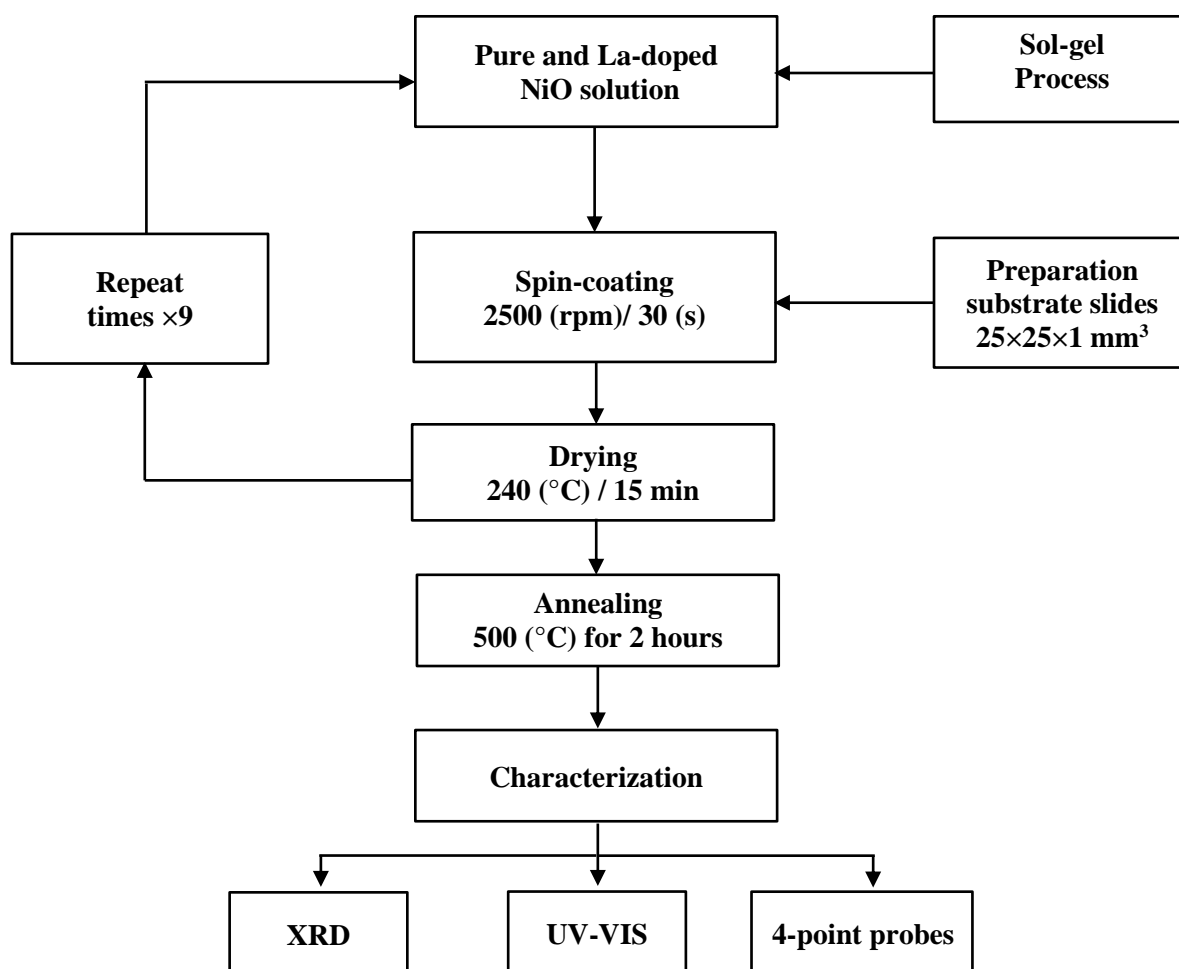 Pure and La-doped
NiO solution
Sol-gel
Process
Repeat
times ×9
Spin-coating
2500 (rpm)/ 30 (s)
Preparation
substrate slides
25×25×1 mm³
Drying
240 (°C) / 15 min
Annealing
500 (°C) for 2 hours
Characterization
XRD
UV-VIS
4-point probes